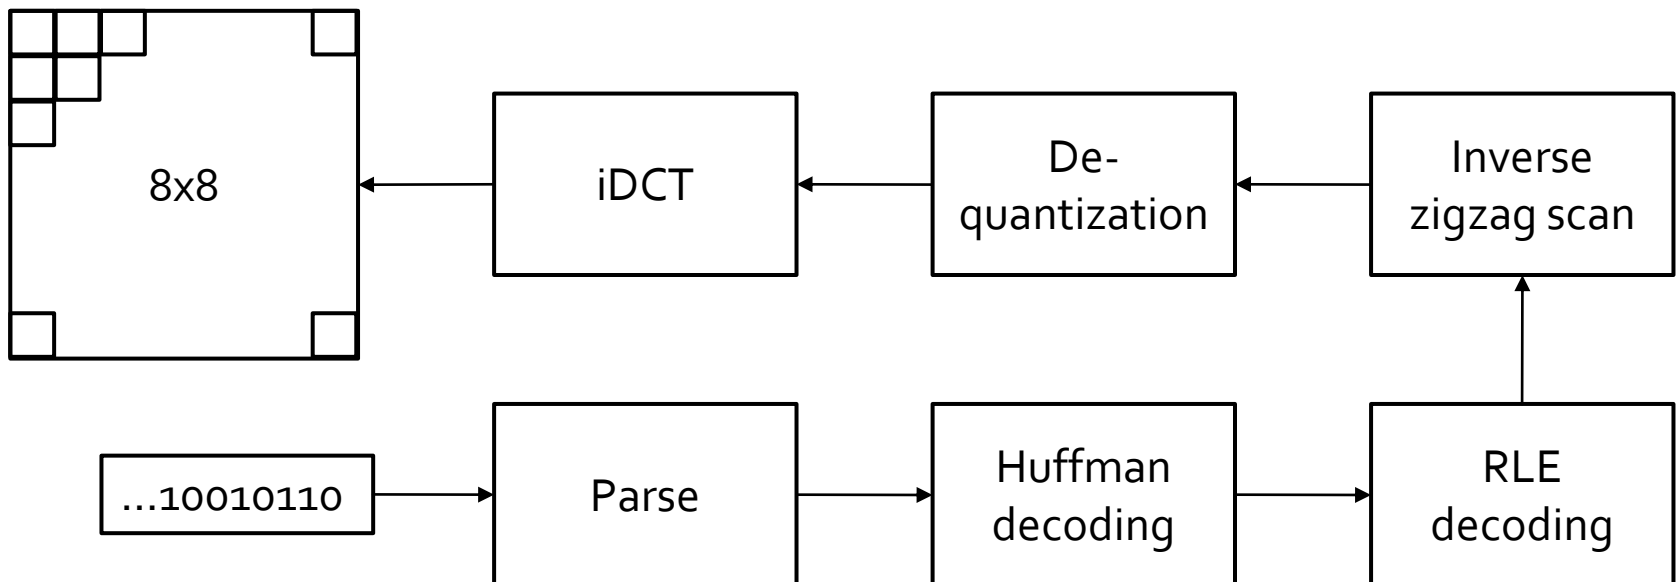 8x8
iDCT
De-
quantization
Inverse
zigzag scan
...10010110
Parse
Huffman
decoding
RLE
decoding